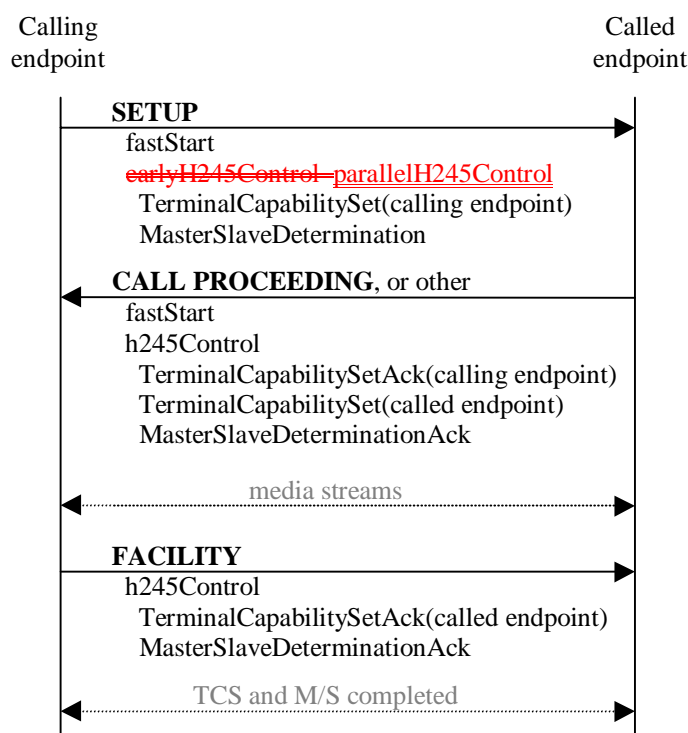 Calling
endpoint
Called
endpoint
SETUP
fastStart
earlyH245Control parallelH245Control
TerminalCapabilitySet(calling endpoint)
MasterSlaveDetermination
CALL PROCEEDING, or other
fastStart
h245Control
TerminalCapabilitySetAck(calling endpoint)
TerminalCapabilitySet(called endpoint)
MasterSlaveDeterminationAck
media streams
FACILITY
h245Control
TerminalCapabilitySetAck(called endpoint)
MasterSlaveDeterminationAck
TCS and M/S completed